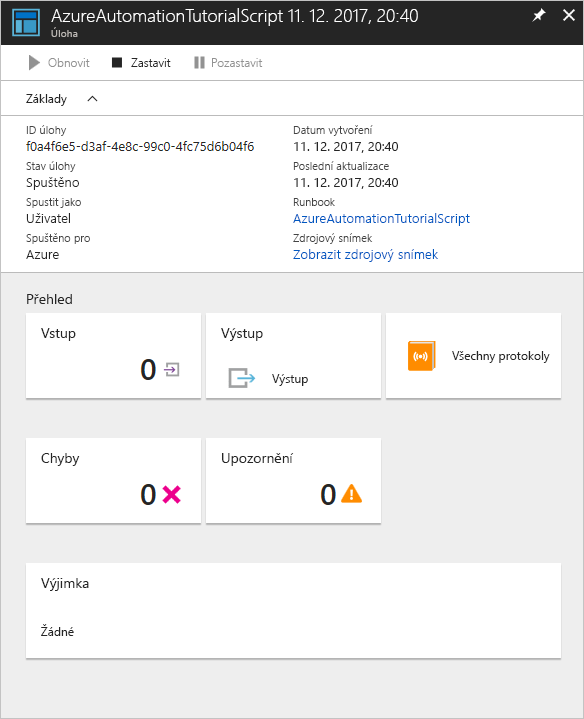 AzureAutomationTutorialScript 11. 12. 2017, 20:40
Úloha
Obnovit Zastavit Pozastavit
Základy
ID úlohy
f0a4f6e5-d3af-4e8c-99c0-4fc75d6b04f6
Stav úlohy
Spuštěno
Spustit jako
Uživatel
Spuštěno pro
Azure
Datum vytvoření
11. 12. 2017, 20:40
Poslední aktualizace
11. 12. 2017, 20:40
Runbook
AzureAutomationTutorialScript
Zdrojový snímek
Zobrazit zdrojový snímek
Přehled
Vstup
0
Výstup
Výstup
Všechny protokoly
Chyby
0
Upozornění
0
Výjimka
Žádné